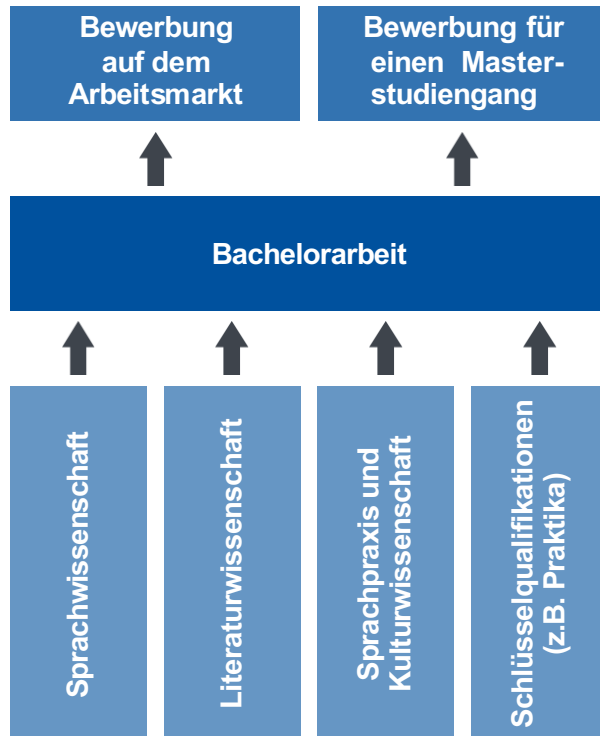 Bewerbung
auf dem
Arbeitsmarkt
Bewerbung für
einen Master-
studiengang
Bachelorarbeit
Sprachwissenschaft
Literaturwissenschaft
Sprachpraxis und
Kulturwissenschaft
Schlüsselqualifikationen
(z.B. Praktika)